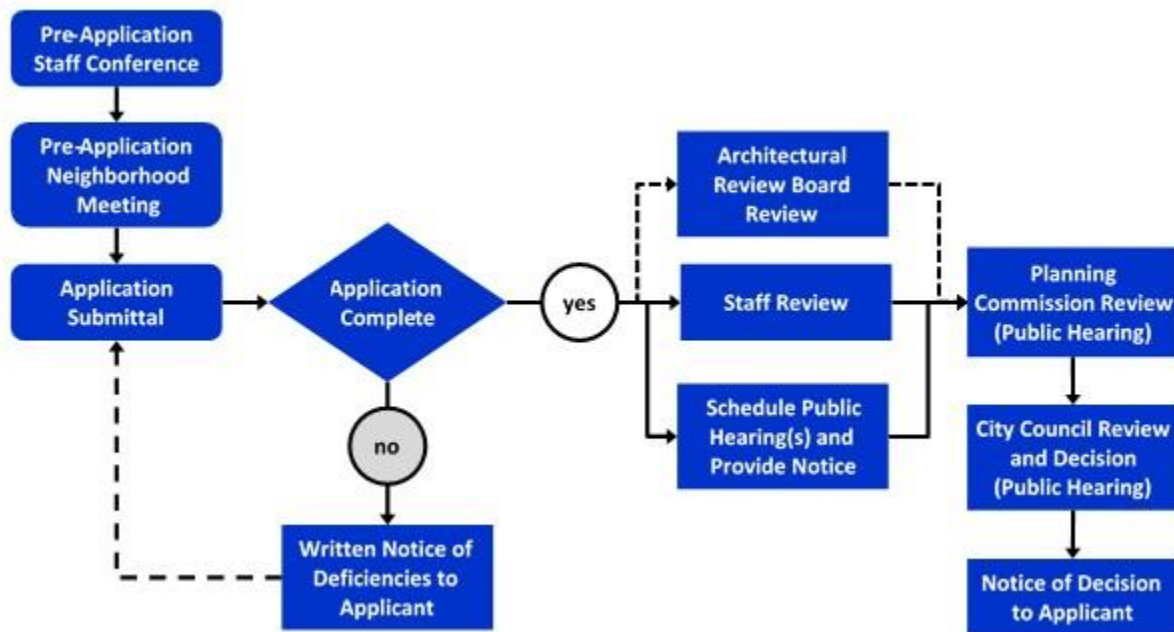 Pre-Application
Staff Conference
Pre-Application
Neighborhood
Meeting
Application
Submittal
Application
Complete
yes
no
Written Notice of
Deficiencies to
Applicant
Architectural
Review Board
Review
Staff Review
Schedule Public
Hearing(s) and
Provide Notice
Planning
Commission Review
(Public Hearing)
City Council Review
and Decision
(Public Hearing)
Notice of Decision
to Applicant